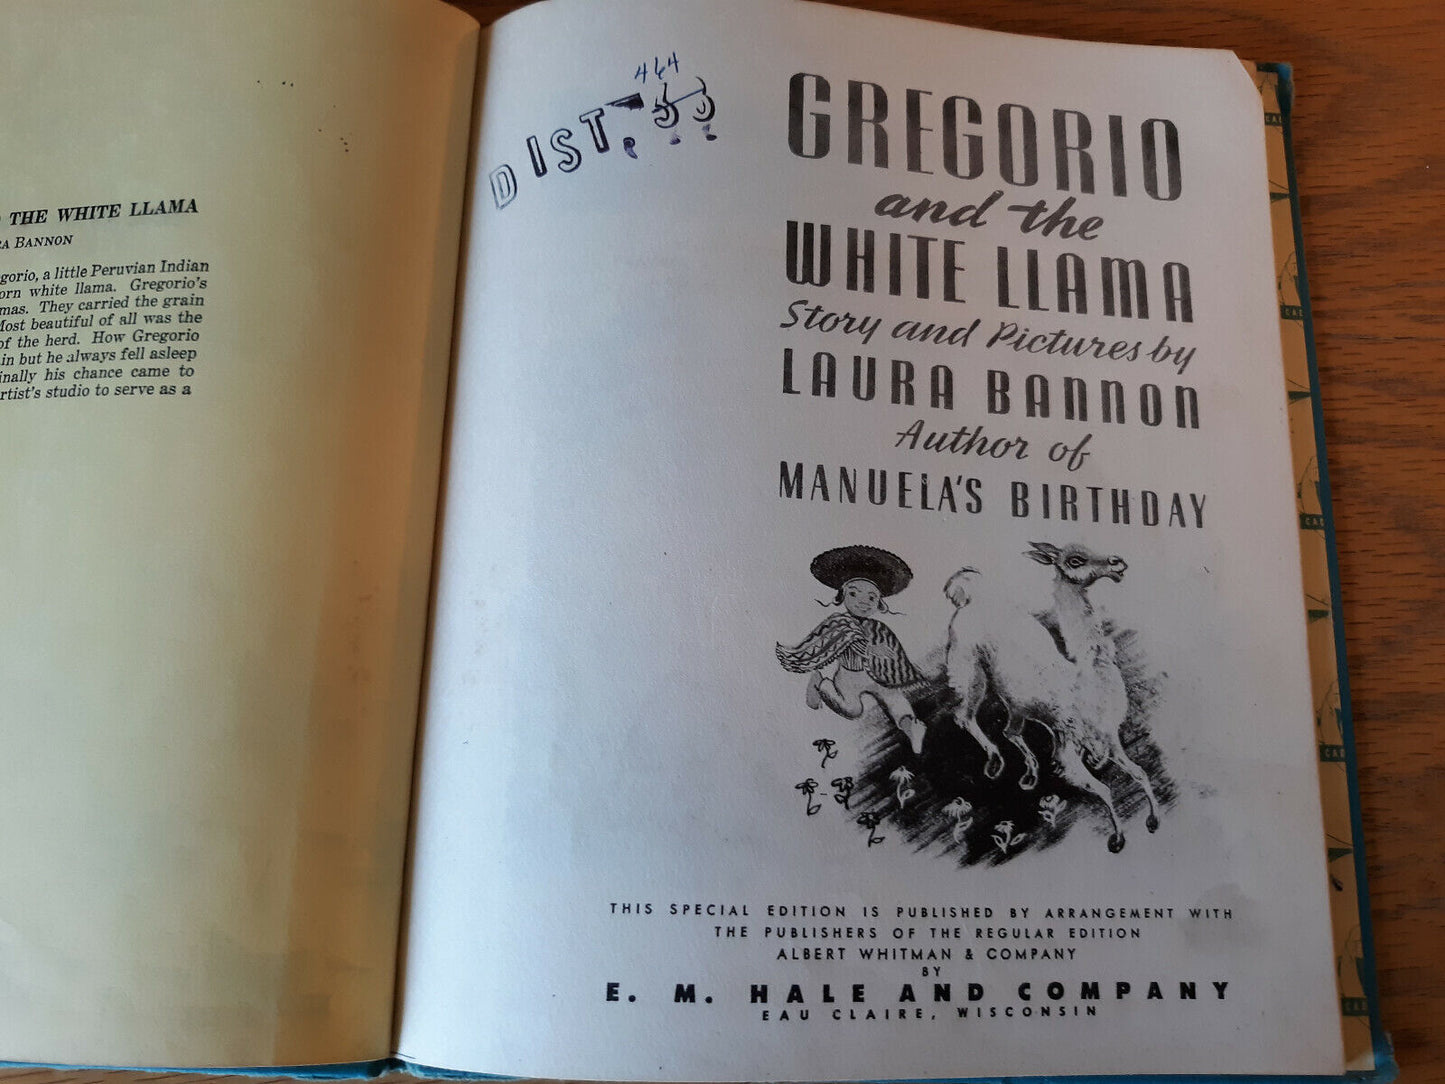 THE WHITE LLAMA
RA BANNON
gorio, a little Peruvian Indian
orn white llama. Gregorio's
mas. They carried the grain
Most beautiful of all was the
of the herd. How Gregorio
in but he always fell asleep
inally his chance came to
rtist's studio to serve as a
464
DIST.
GREGORIO
and the
WHITE LLAMA
Story and Pictures by
LAURA BANNON
Author of
MANUELA'S BIRTHDAY
THIS SPECIAL EDITION IS PUBLISHED BY ARRANGEMENT WITH
THE PUBLISHERS OF THE REGULAR EDITION
ALBERT WHITMAN & COMPANY
BY
E. M. HALE AND COMPANY
EAU CLAIRE, WISCONSIN